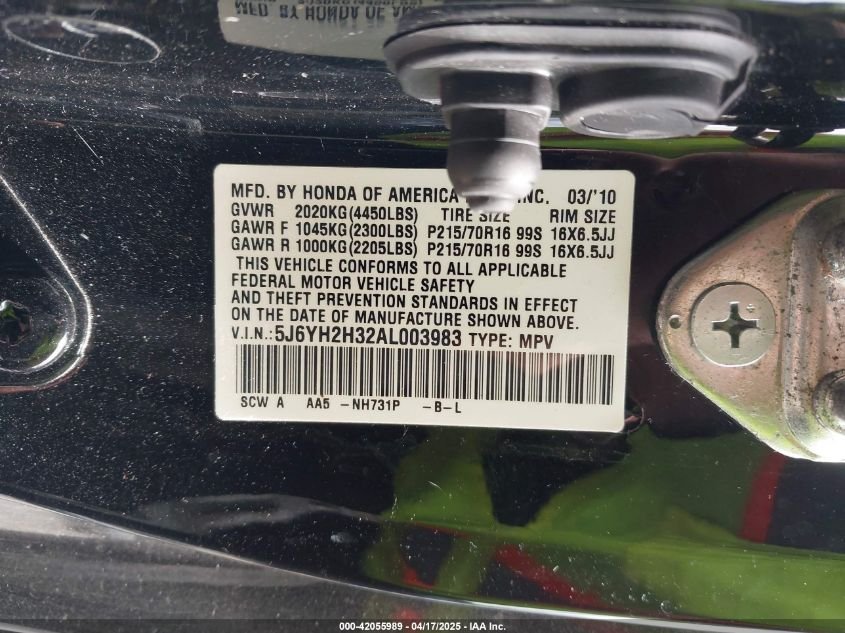 MFD. BY HONDA OF AMERICA INC. 03/'10
GVWR 2020KG(4450LBS) TIRE SIZE RIM SIZE
GAWR F 1045KG(2300LBS) P215/70R16 99S 16X6.5JJ
GAWR R 1000KG(2205LBS) P215/70R16 99S 16X6.5JJ
THIS VEHICLE CONFORMS TO ALL APPLICABLE
FEDERAL MOTOR VEHICLE SAFETY
AND THEFT PREVENTION STANDARDS IN EFFECT
ON THE DATE OF MANUFACTURE SHOWN ABOVE.
V.I.N.: 5J6YH2H32AL003983 TYPE: MPV
SCW A AA5 -NH731P -B-L
000-42055989 - 04/17/2025 - IAA Inc.